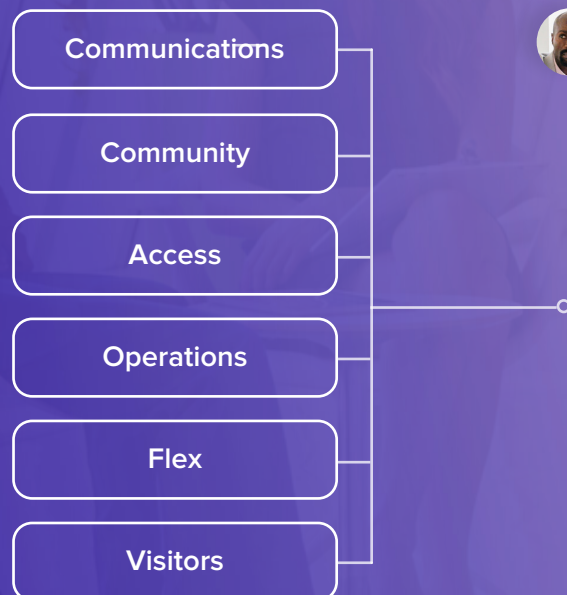 Communications
Community
Access
Operations
Flex
Visitors